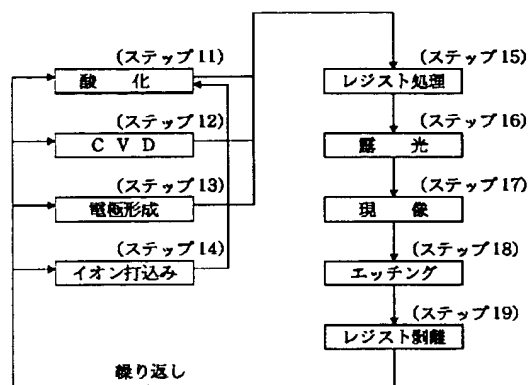 (ステップ11)
酸 化
(ステップ12)
C V D
(ステップ13)
電極形成
(ステップ14)
イオン打込み
繰り返し
(ステップ15)
レジスト処理
(ステップ16)
露 光
(ステップ17)
現 像
(ステップ18)
エッチング
(ステップ19)
レジスト剥離